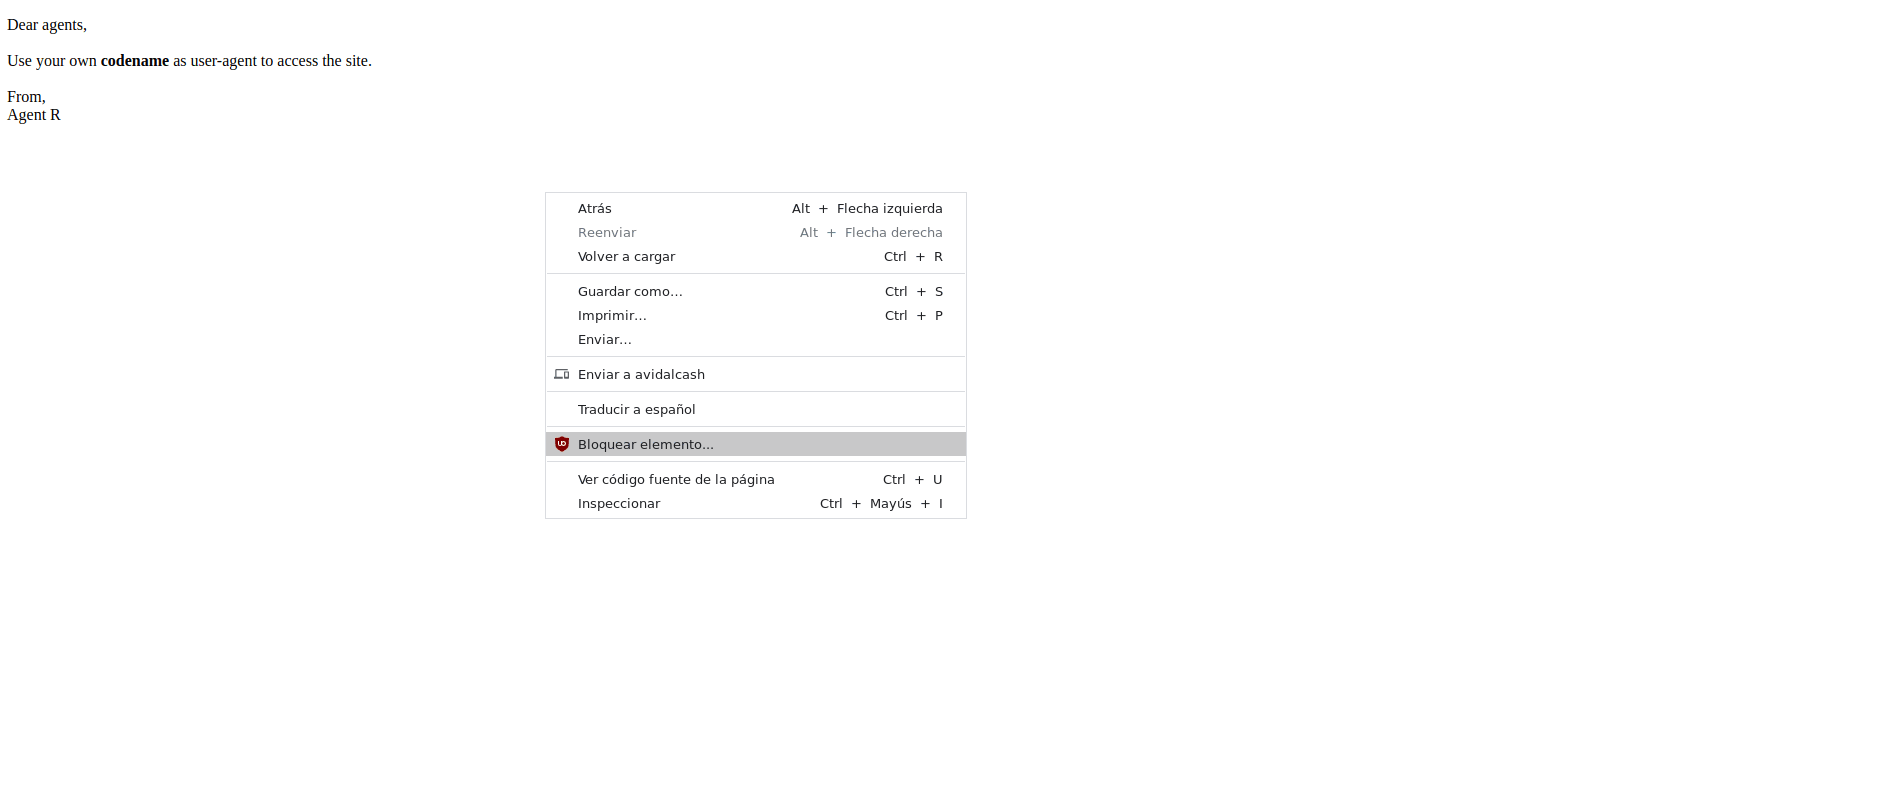 Dear agents,
Use your own codename as user-agent to access the site.
From,
Agent R
Atrás Alt + Flecha izquierda
Reenviar Alt + Flecha derecha
Volver a cargar Ctrl + R
Guardar como... Ctrl + S
Imprimir... Ctrl + P
Enviar...
Enviar a avidalcash
Traducir a español
Bloquear elemento...
Ver código fuente de la página Ctrl + U
Inspeccionar Ctrl + Mayús + I